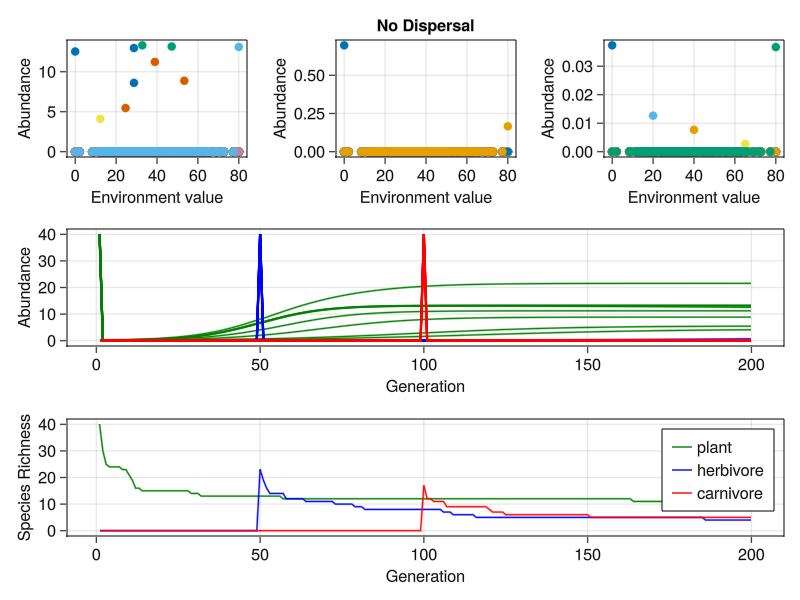 No Dispersal
Abundance
10
5
0
0 20 40 60 80
Environment value
Abundance
0.50
0.25
0.00
0 20 40 60 80
Environment value
Abundance
0.03
0.02
0.01
0.00
0 20 40 60 80
Environment value
Abundance
40
30
20
10
0
0 50 100 150 200
Generation
Species Richness
40
30
20
10
0
plant
herbivore
carnivore
0 50 100 150 200
Generation